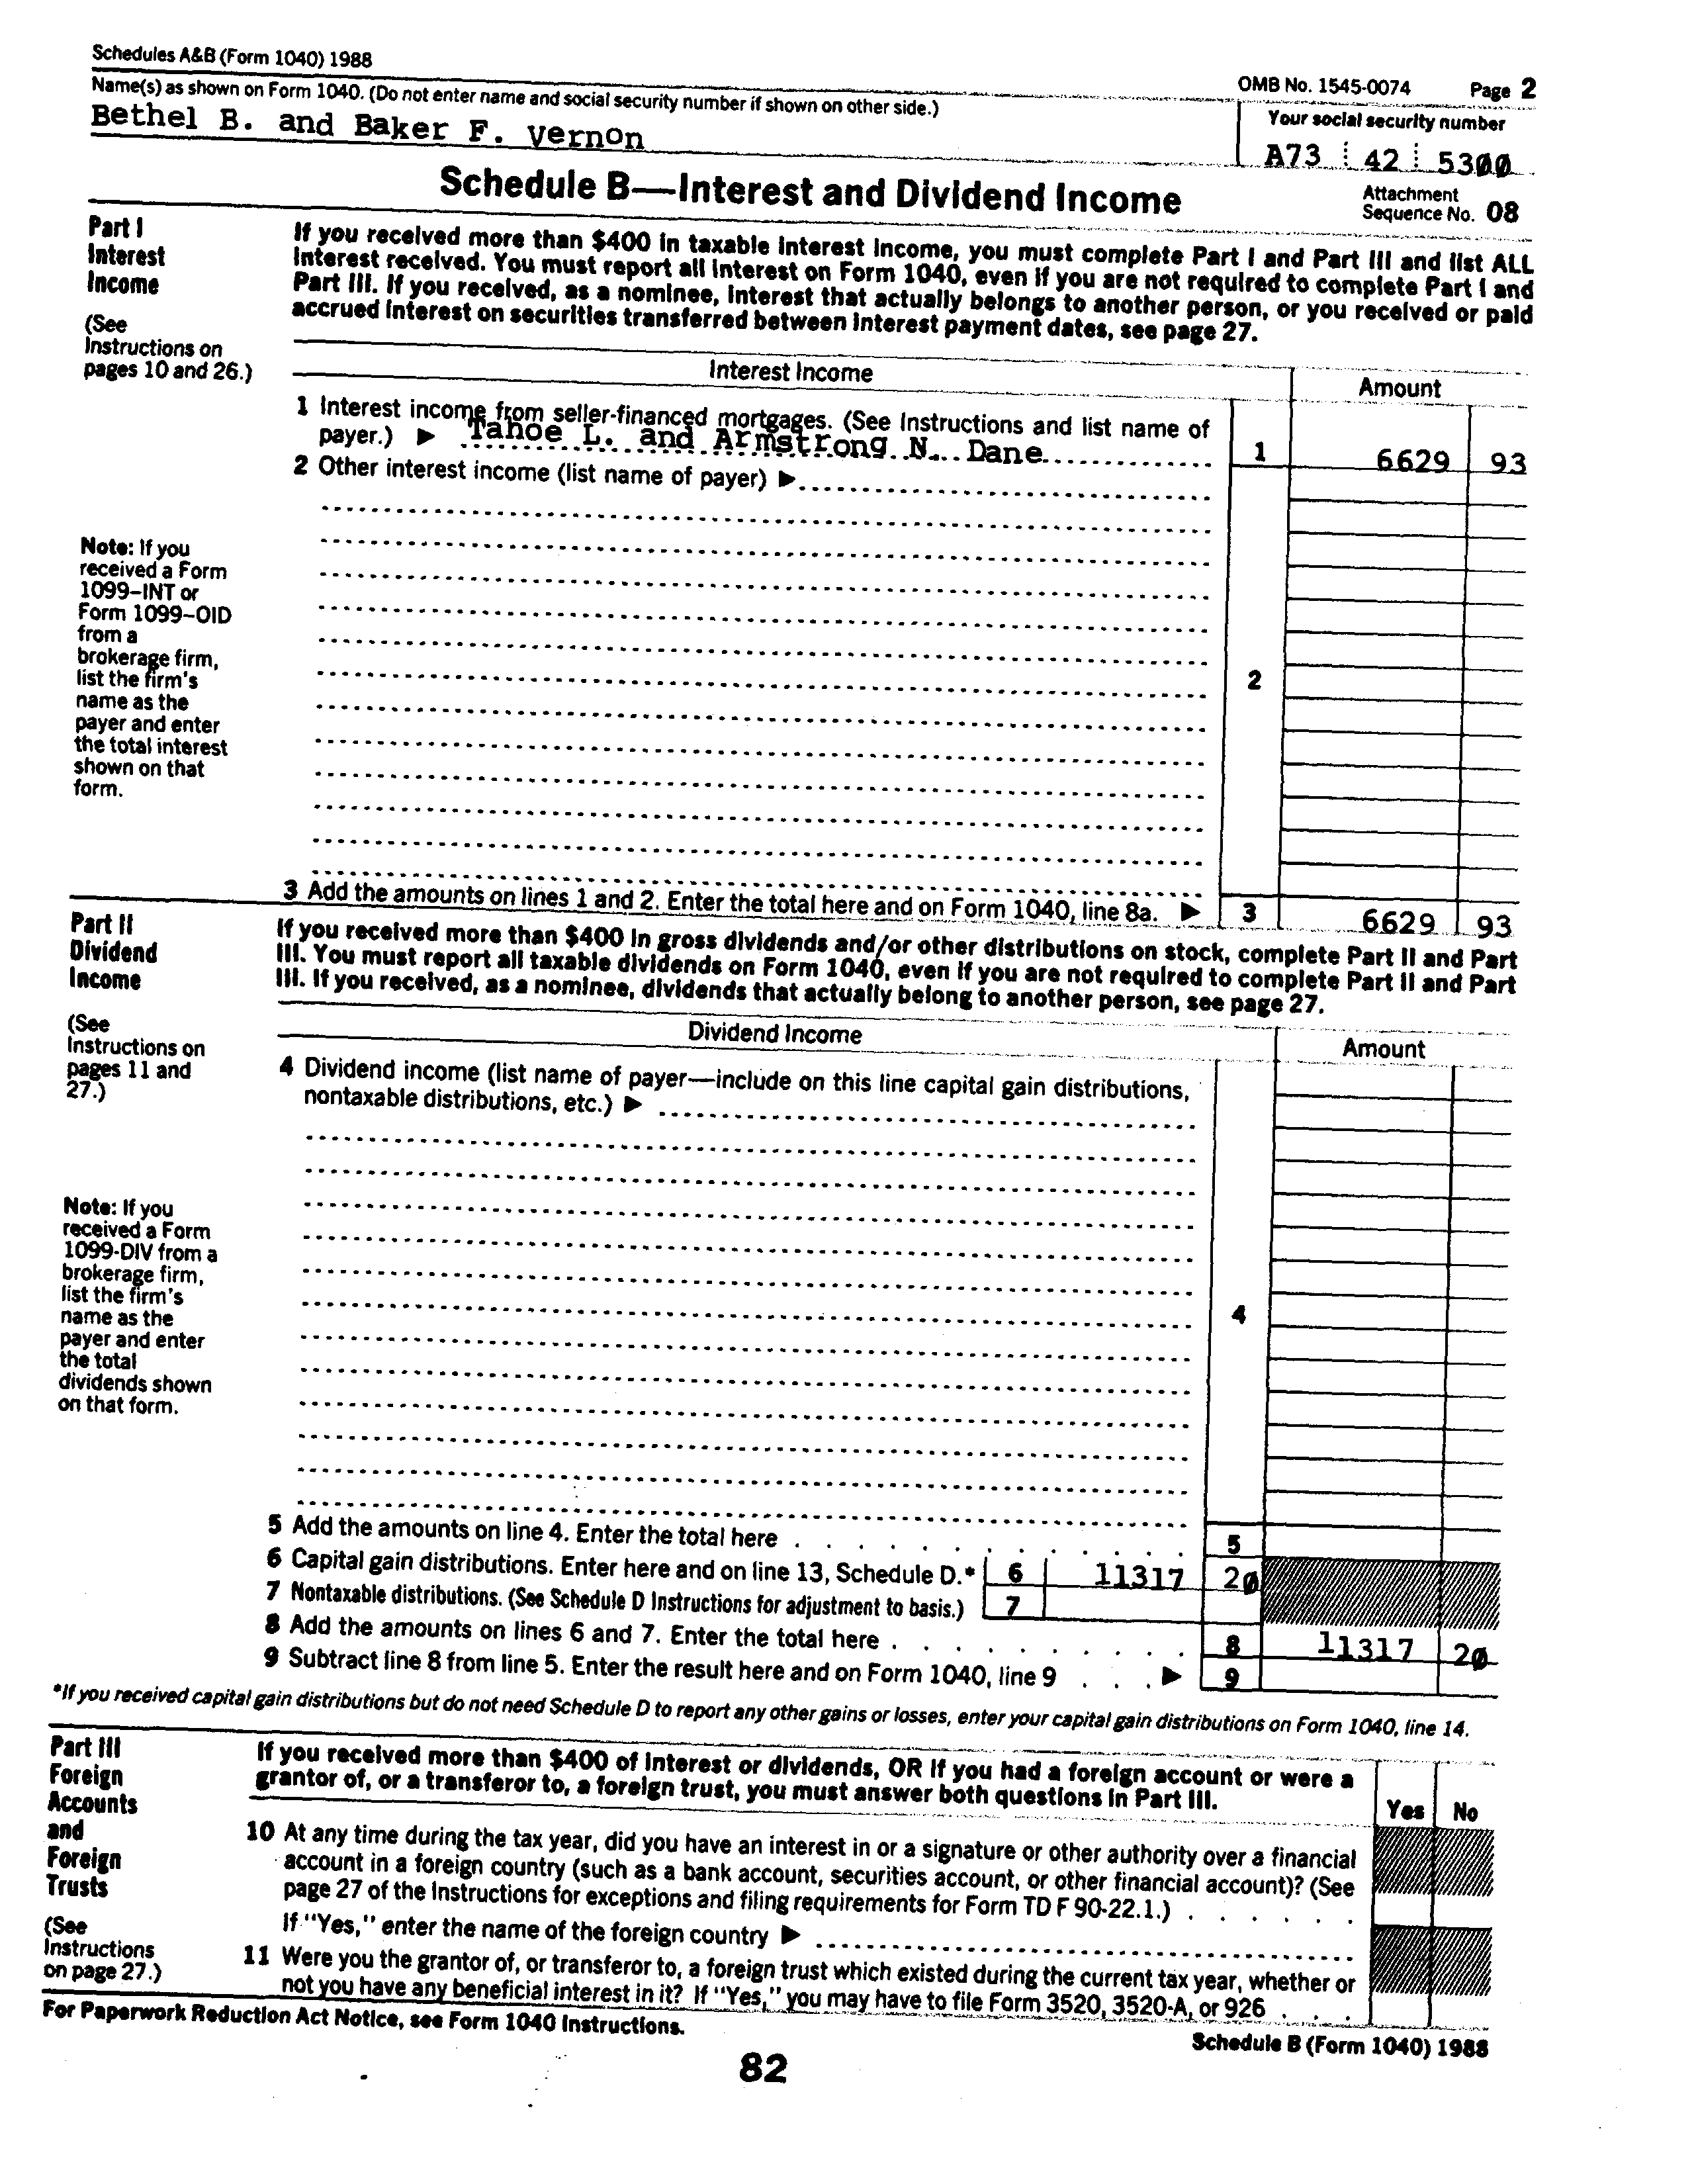 Schedules A&B (Form 1040) 1988
OMB No. 1545-0074 Page 2
Name(s) as shown on Form 1040. (Do not enter name and social security number if shown on other side.)
Your social security number
Bethel B. and Baker F. Vernon
A73 42 5300
Schedule B—Interest and Dividend Income
Attachment
Sequence No. 08
Part I
Interest
Income
(See
Instructions on
pages 10 and 26.)
If you received more than $400 in taxable interest income, you must complete Part I and Part III and list ALL
interest received. You must report all interest on Form 1040, even if you are not required to complete Part I and
Part III. If you received, as a nominee, interest that actually belongs to another person, or you received or paid
accrued interest on securities transferred between interest payment dates, see page 27.
Interest Income
Amount
1 Interest income from seller-financed mortgages. (See Instructions and list name of
payer.) ▶ Tahoe L. and Armstrong N. Dane
1 6629 93
2 Other interest income (list name of payer) ▶
Note: If you
received a Form
1099–INT or
Form 1099–OID
from a
brokerage firm,
list the firm's
name as the
payer and enter
the total interest
shown on that
form.
2
3 Add the amounts on lines 1 and 2. Enter the total here and on Form 1040, line 8a. ▶ 3 6629 93
Part II
Dividend
Income
(See
Instructions on
pages 11 and
27.)
If you received more than $400 in gross dividends and/or other distributions on stock, complete Part II and Part
III. You must report all taxable dividends on Form 1040, even if you are not required to complete Part II and Part
III. If you received, as a nominee, dividends that actually belong to another person, see page 27.
Dividend Income
Amount
4 Dividend income (list name of payer—include on this line capital gain distributions,
nontaxable distributions, etc.) ▶
Note: If you
received a Form
1099-DIV from a
brokerage firm,
list the firm's
name as the
payer and enter
the total
dividends shown
on that form.
4
5 Add the amounts on line 4. Enter the total here 5
6 Capital gain distributions. Enter here and on line 13, Schedule D.* 6 11317 20
7 Nontaxable distributions. (See Schedule D Instructions for adjustment to basis.) 7
8 Add the amounts on lines 6 and 7. Enter the total here 8 11317 20
9 Subtract line 8 from line 5. Enter the result here and on Form 1040, line 9 ▶ 9
*If you received capital gain distributions but do not need Schedule D to report any other gains or losses, enter your capital gain distributions on Form 1040, line 14.
Part III
Foreign
Accounts
and
Foreign
Trusts
(See
Instructions
on page 27.)
If you received more than $400 of interest or dividends, OR if you had a foreign account or were a
grantor of, or a transferor to, a foreign trust, you must answer both questions in Part III.
Yes No
10 At any time during the tax year, did you have an interest in or a signature or other authority over a financial
account in a foreign country (such as a bank account, securities account, or other financial account)? (See
page 27 of the Instructions for exceptions and filing requirements for Form TD F 90-22.1.)
If "Yes," enter the name of the foreign country ▶
11 Were you the grantor of, or transferor to, a foreign trust which existed during the current tax year, whether or
not you have any beneficial interest in it? If "Yes," you may have to file Form 3520, 3520-A, or 926
For Paperwork Reduction Act Notice, see Form 1040 Instructions.
Schedule B (Form 1040) 1988
82